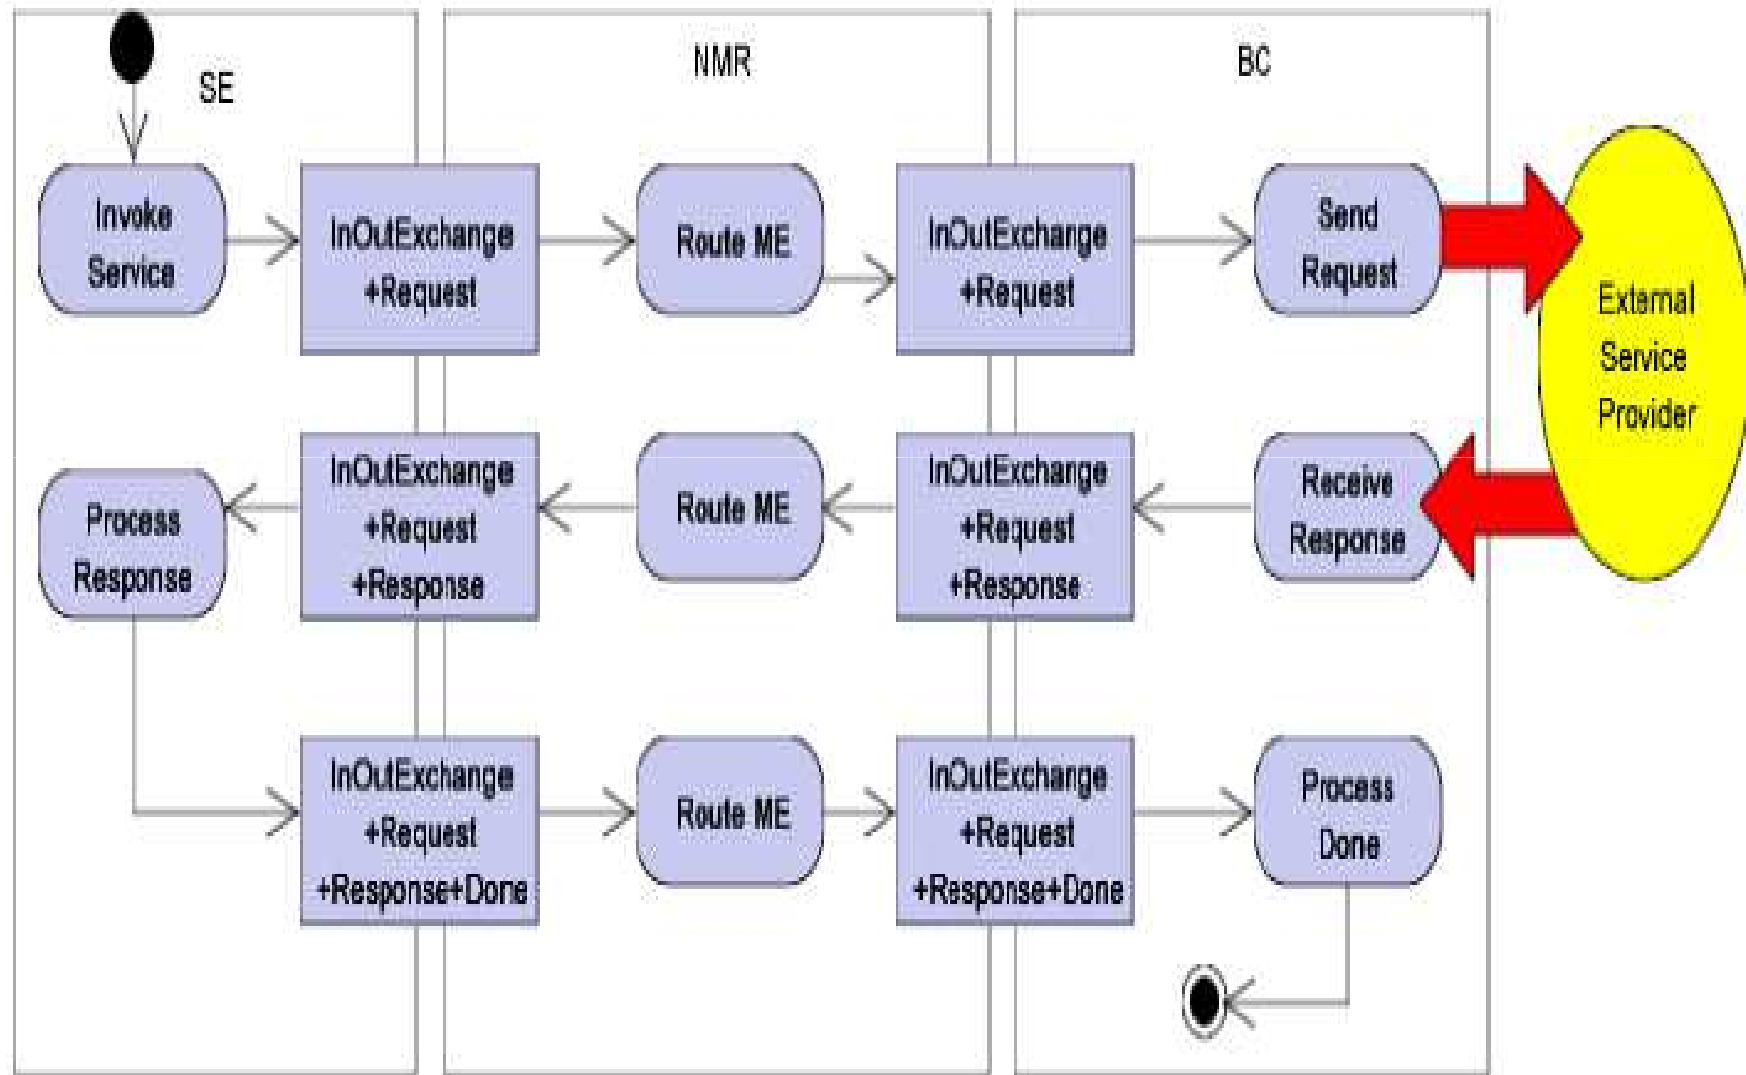 SE
NMR
BC
Invoke
Service
InOutExchange
+Request
Route ME
InOutExchange
+Request
Send
Request
External
Service
Provider
Process
Response
InOutExchange
+Request
+Response
Route ME
InOutExchange
+Request
+Response
Receive
Response
InOutExchange
+Request
+Response+Done
Route ME
InOutExchange
+Request
+Response+Done
Process
Done